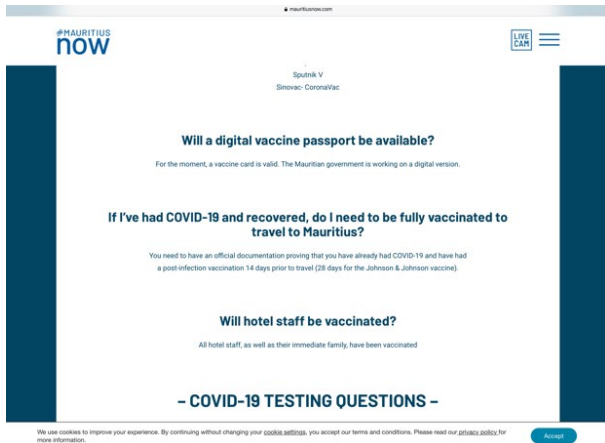 mauritiusnow.com
#MAURITIUS
now
LIVE
CAM
Sputnik V
Sinovac- CoronaVac
Will a digital vaccine passport be available?
For the moment, a vaccine card is valid. The Mauritian government is working on a digital version.
If I've had COVID-19 and recovered, do I need to be fully vaccinated to
travel to Mauritius?
You need to have an official documentation proving that you have already had COVID-19 and have had
a post-infection vaccination 14 days prior to travel (28 days for the Johnson & Johnson vaccine).
Will hotel staff be vaccinated?
All hotel staff, as well as their immediate family, have been vaccinated
– COVID-19 TESTING QUESTIONS –
We use cookies to improve your experience. By continuing without changing your cookie settings, you accept our terms and conditions. Please read our privacy policy for
more information.
Accept